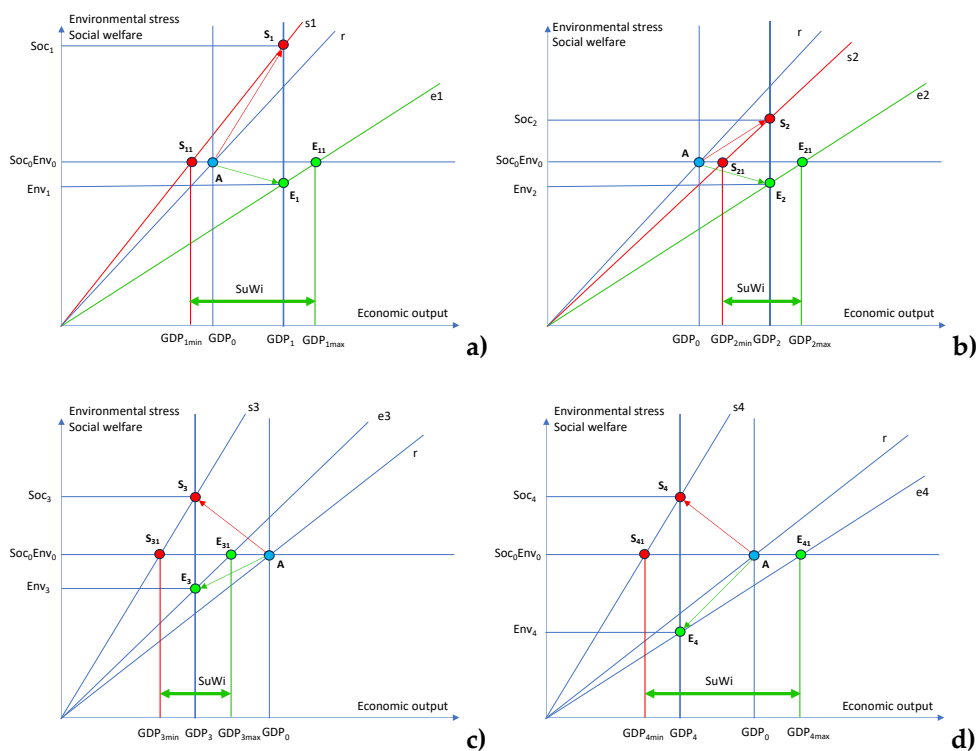 Environmental stress
Social welfare
s1
r
S₁
Soc₁
e1
S₁₁
E₁₁
Soc₀Env₀
A
Env₁
E₁
SuWi
Economic output
GDP₁ₘᵢₙ GDP₀ GDP₁ GDP₁ₘₐₓ
a)
Environmental stress
Social welfare
r
s2
e2
Soc₂
S₂
A
E₂₁
Soc₀Env₀
S₂₁
Env₂
E₂
SuWi
Economic output
GDP₀ GDP₂ₘᵢₙ GDP₂ GDP₂ₘₐₓ
b)
Environmental stress
Social welfare
s3
e3
r
S₃
Soc₃
S₃₁
E₃₁
Soc₀Env₀
A
E₃
Env₃
SuWi
Economic output
GDP₃ₘᵢₙ GDP₃ GDP₃ₘₐₓ GDP₀
c)
Environmental stress
Social welfare
s4
r
e4
S₄
Soc₄
S₄₁
E₄₁
Soc₀Env₀
A
Env₄
E₄
SuWi
Economic output
GDP₄ₘᵢₙ GDP₄ GDP₀ GDP₄ₘₐₓ
d)